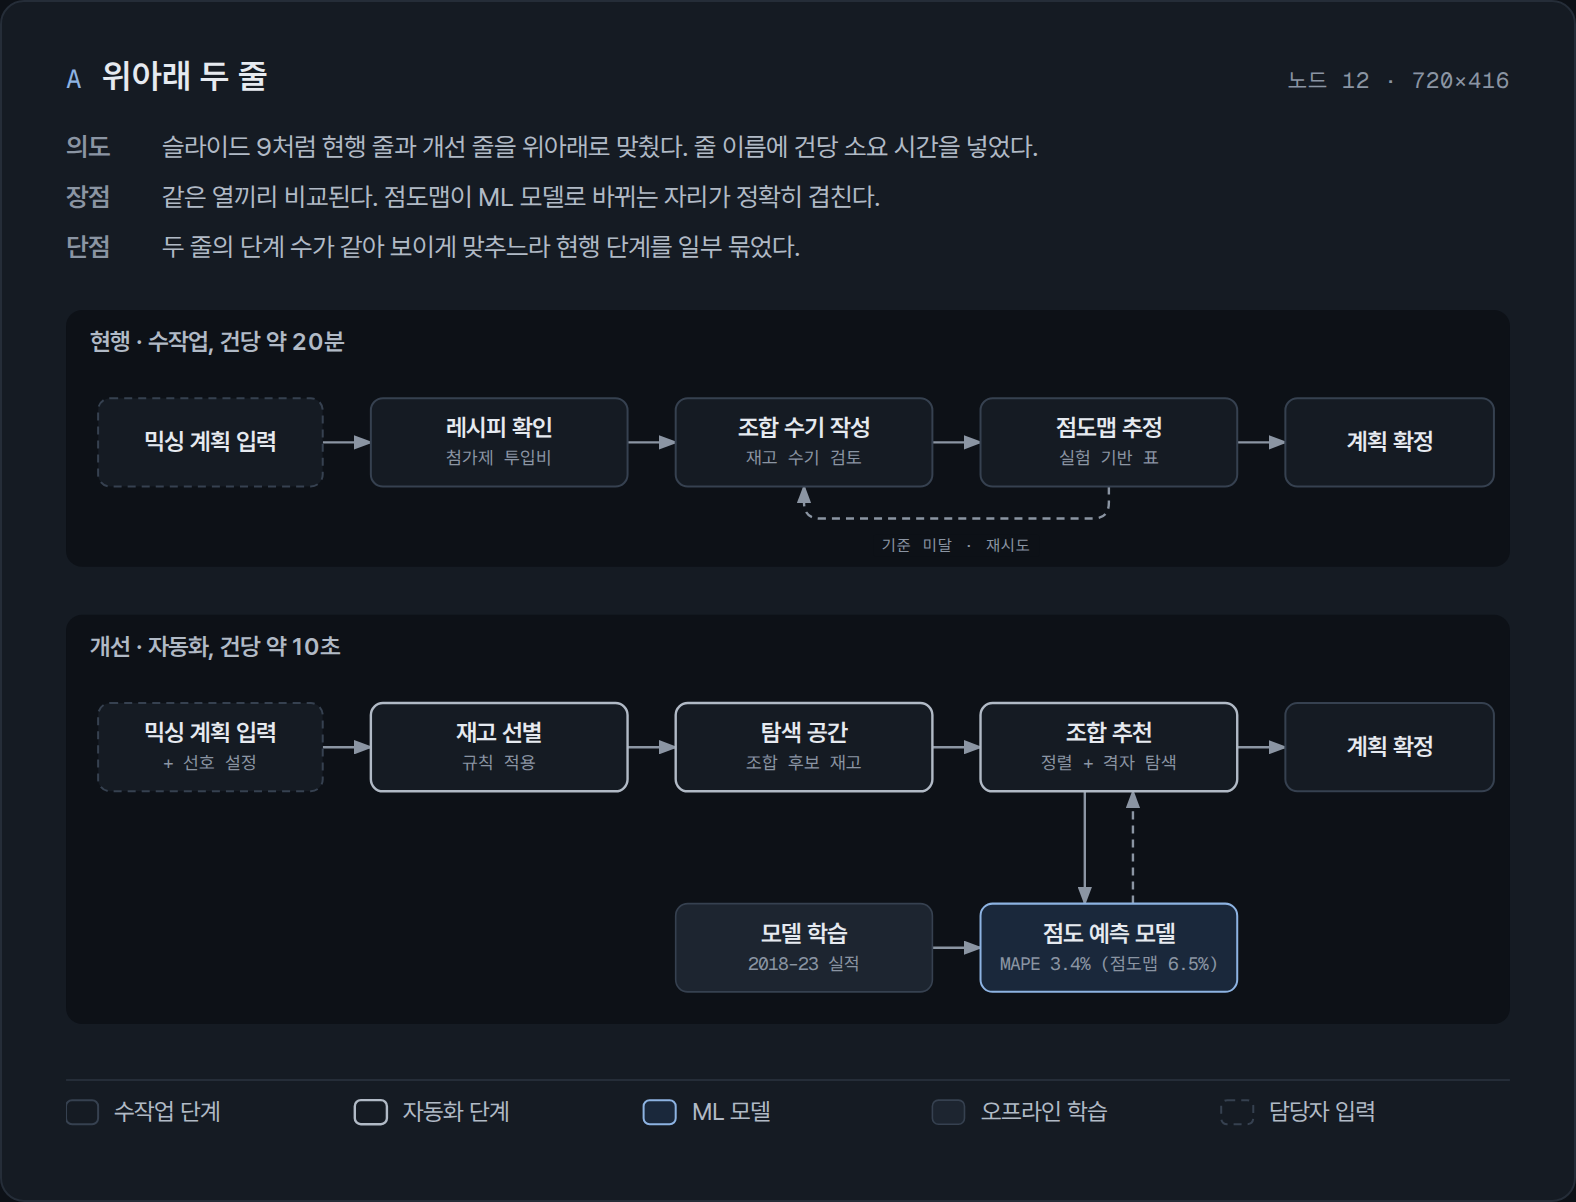 A 위아래 두 줄
노드 12 · 720×416
의도 슬라이드 9처럼 현행 줄과 개선 줄을 위아래로 맞췄다. 줄 이름에 건당 소요 시간을 넣었다.
장점 같은 열끼리 비교된다. 점도맵이 ML 모델로 바뀌는 자리가 정확히 겹친다.
단점 두 줄의 단계 수가 같아 보이게 맞추느라 현행 단계를 일부 묶었다.
현행 · 수작업, 건당 약 20분
밑싱 계획 입력
레시피 확인
첨가제 투입비
조합 수기 작성
재고 수기 검토
점도맵 추정
실험 기반 표
계획 확정
기준 미달 · 재시도
개선 · 자동화, 건당 약 10초
믹싱 계획 입력
+ 선호 설정
재고 선별
규칙 적용
탐색 공간
조합 후보 재고
조합 추천
정렬 + 격자 탐색
계획 확정
모델 학습
2018–23 실적
점도 예측 모델
MAPE 3.4% (점도맵 6.5%)
수작업 단계
자동화 단계
ML 모델
오프라인 학습
담당자 입력